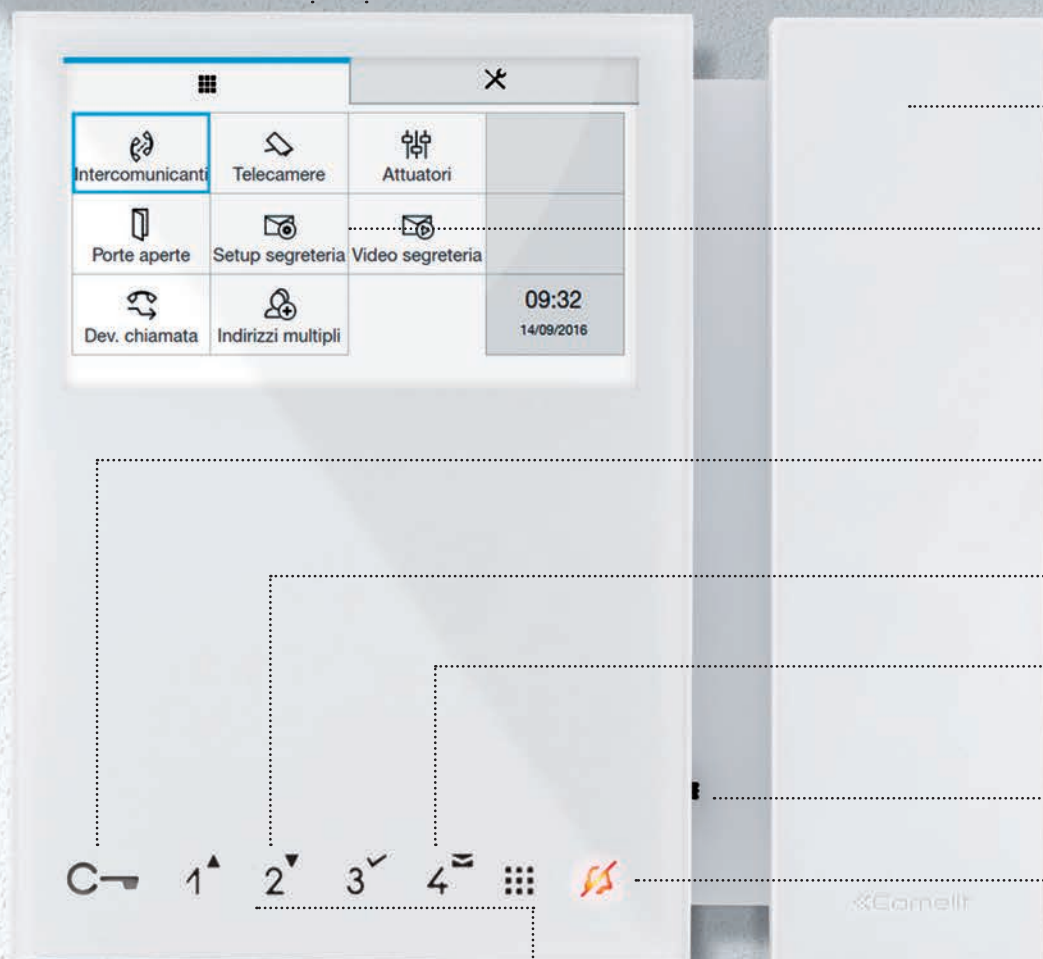 Intercomunicanti Telecamere Attuatori
Porte aperte Setup segreteria Video segreteria
Dev. chiamata Indirizzi multipli 09:32
14/09/2016
1 2 3 4
Comelit